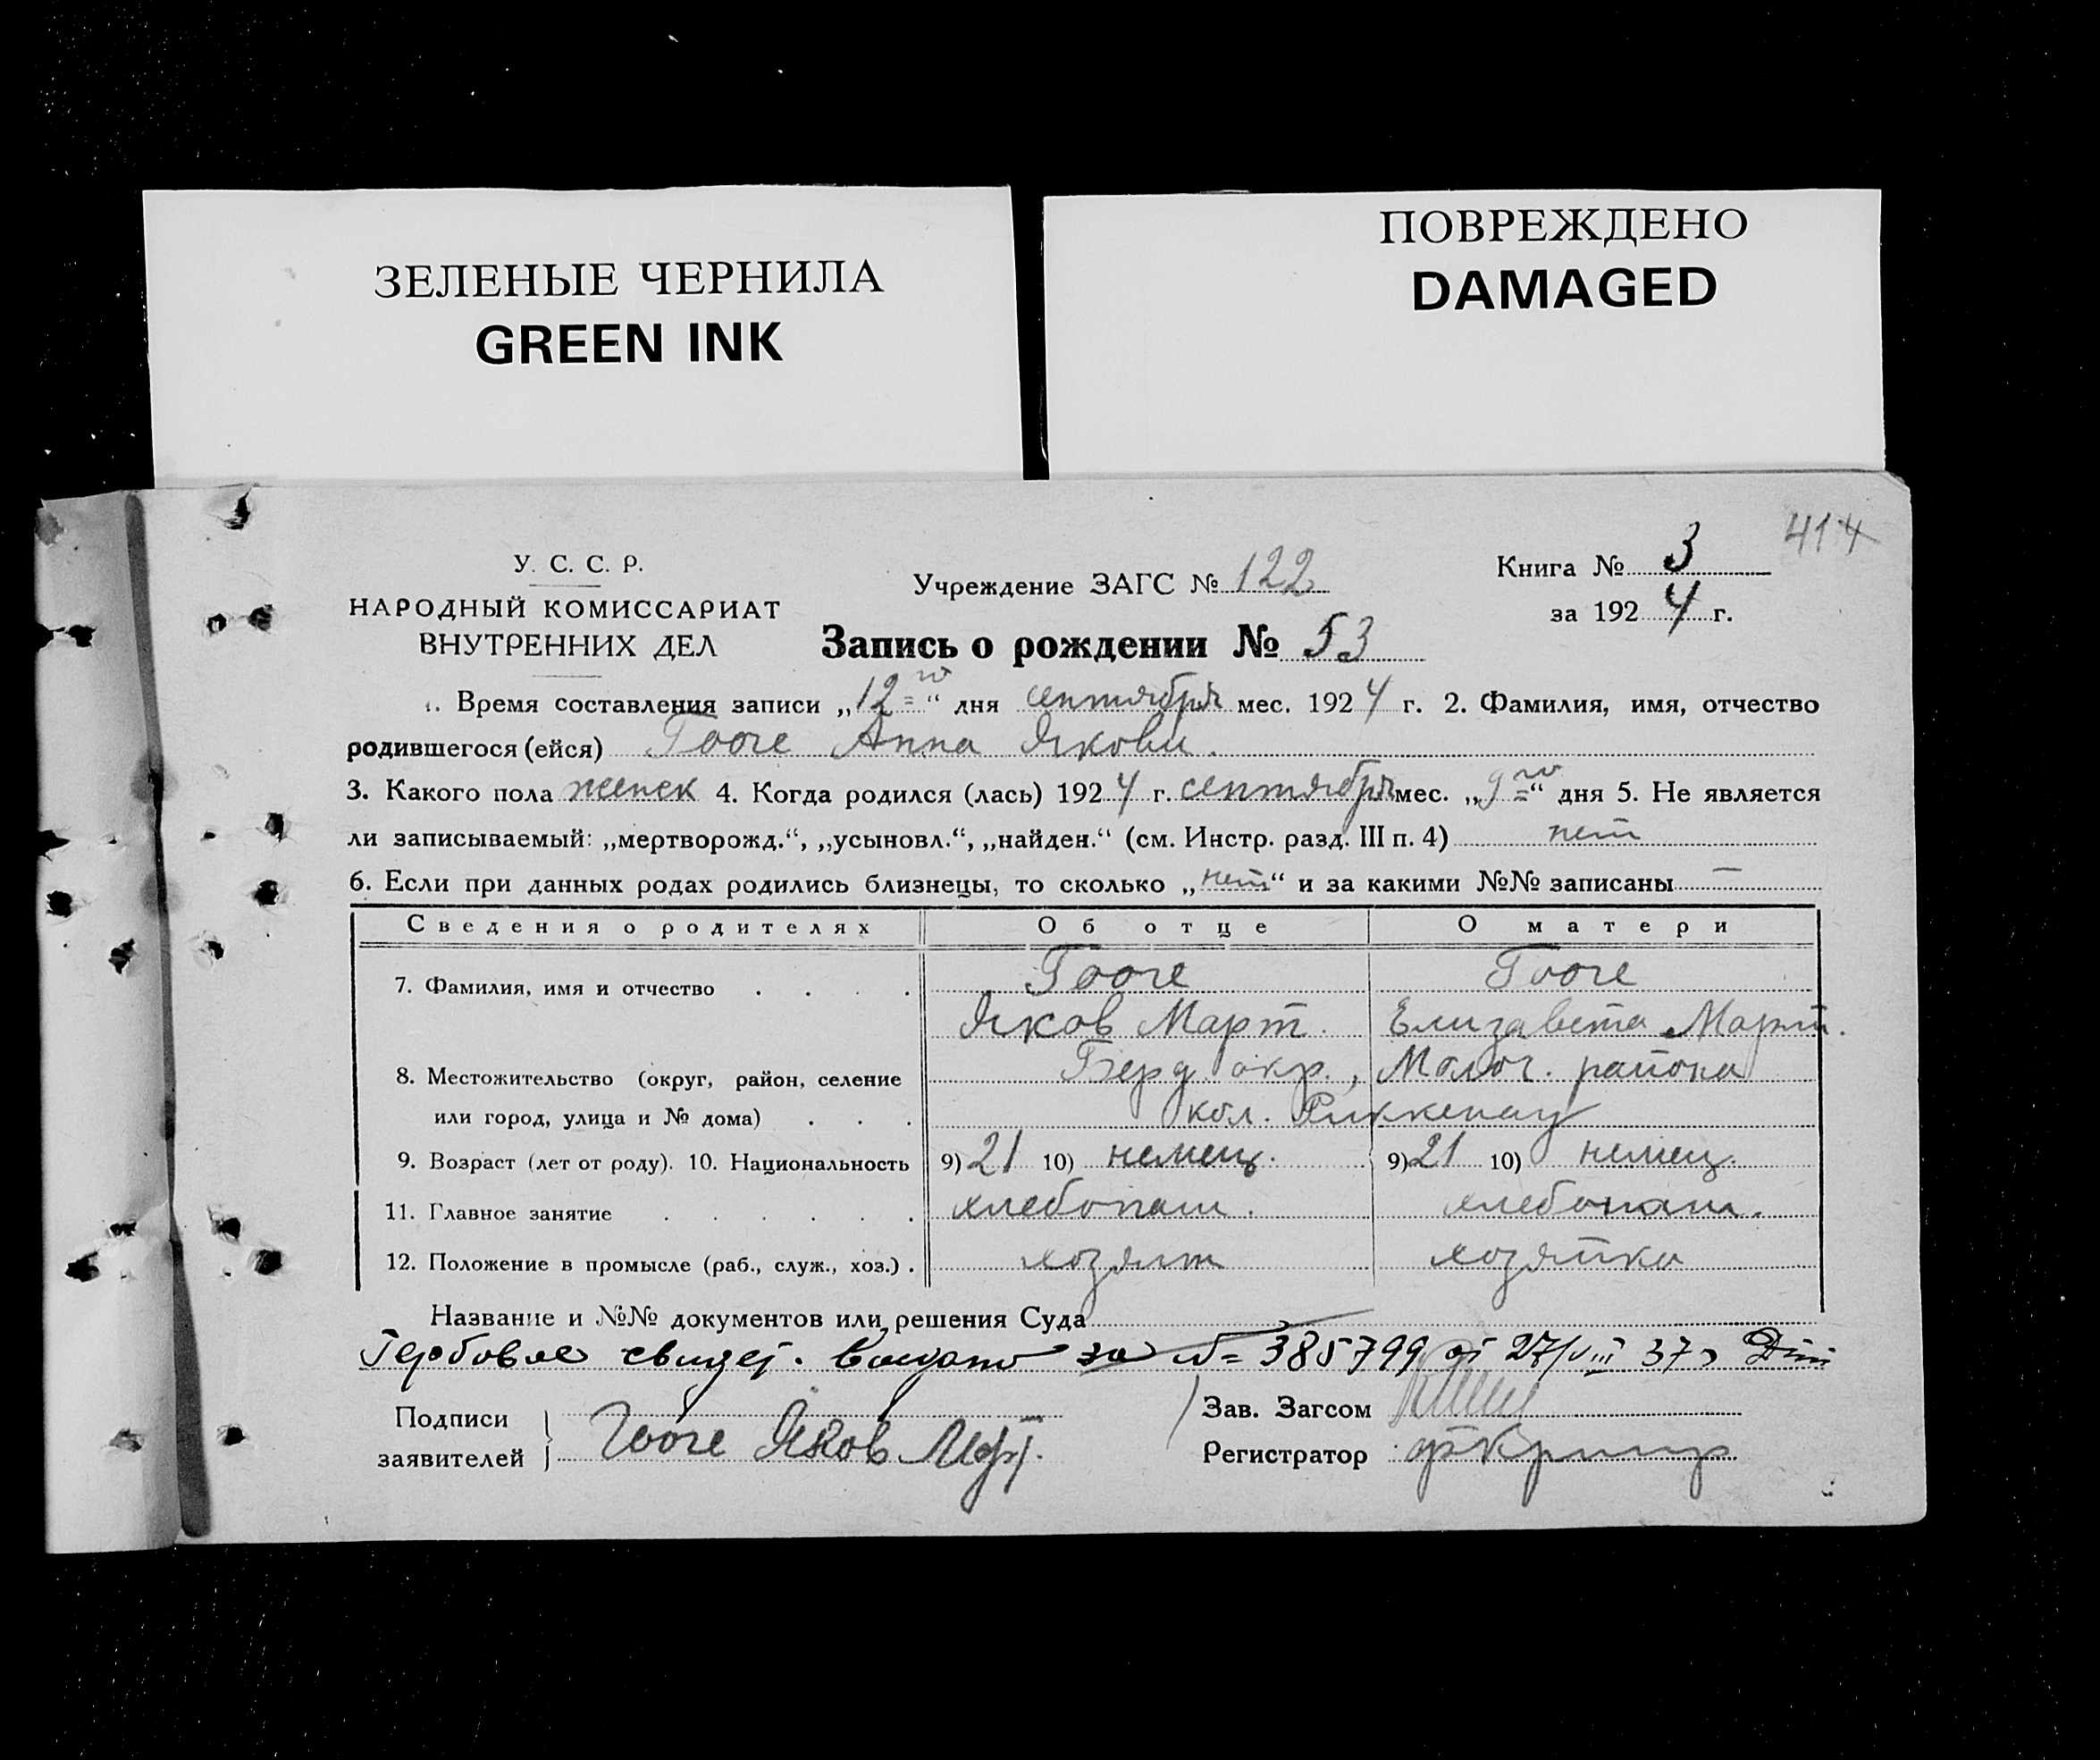 ЗЕЛЕНЫЕ ЧЕРНИЛА
GREEN INK
ПОВРЕЖДЕНО
DAMAGED
414
У. С. С. Р.
НАРОДНЫЙ КОМИССАРИАТ
ВНУТРЕННИХ ДЕЛ
Учреждение ЗАГС № 122
Книга № 3
за 1924 г.
Запись о рождении № 53
. Время составления записи „12го“ дня сентября мес. 1924 г. 2. Фамилия, имя, отчество
родившегося (ейся) Гооге Анна Якови.
3. Какого пола женск 4. Когда родился (лась) 1924 г. сентября мес. „9го“ дня 5. Не является
ли записываемый: „мертворожд.“, „усыновл.“, „найден.“ (см. Инстр. разд. III п. 4) нет
6. Если при данных родах родились близнецы, то сколько „нет“ и за какими №№ записаны —
Сведения о родителях Об отце О матери
7. Фамилия, имя и отчество . . . . Гооге Гооге
Яков Март. Елизавета Март.
8. Местожительство (округ, район, селение Берд. окр., Молоч. района
или город, улица и № дома) . . . кол. Риккенау
9. Возраст (лет от роду). 10. Национальность 9) 21 10) немец. 9) 21 10) немец.
11. Главное занятие . . . . . . хлебопаш. хлебопаш.
12. Положение в промысле (раб., служ., хоз.) . хозяин хозяйка
Название и №№ документов или решения Суда
Гербовое свидет. выдано за № 385799 от 27/VIII 37г
Подписи
заявителей Гооге Яков Март.
Зав. Загсом
Регистратор